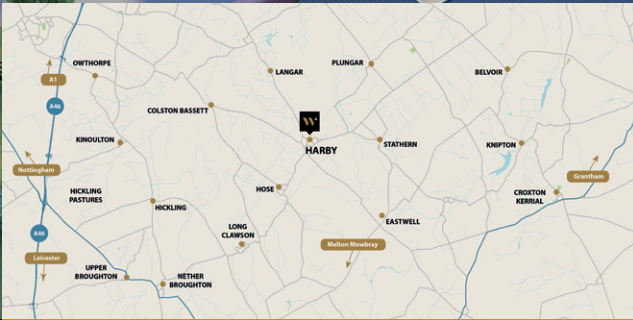 OWTHORPE
LANGAR
PLUNGAR
BELVOIR
A1
A46
COLSTON BASSETT
W
HARBY
KINOULTON
STATHERN
KNIPTON
Nottingham
Grantham
HICKLING
PASTURES
HOSE
CROXTON
KERRIAL
HICKLING
EASTWELL
A46
LONG
CLAWSON
Melton Mowbray
Leicester
UPPER
BROUGHTON
NETHER
BROUGHTON